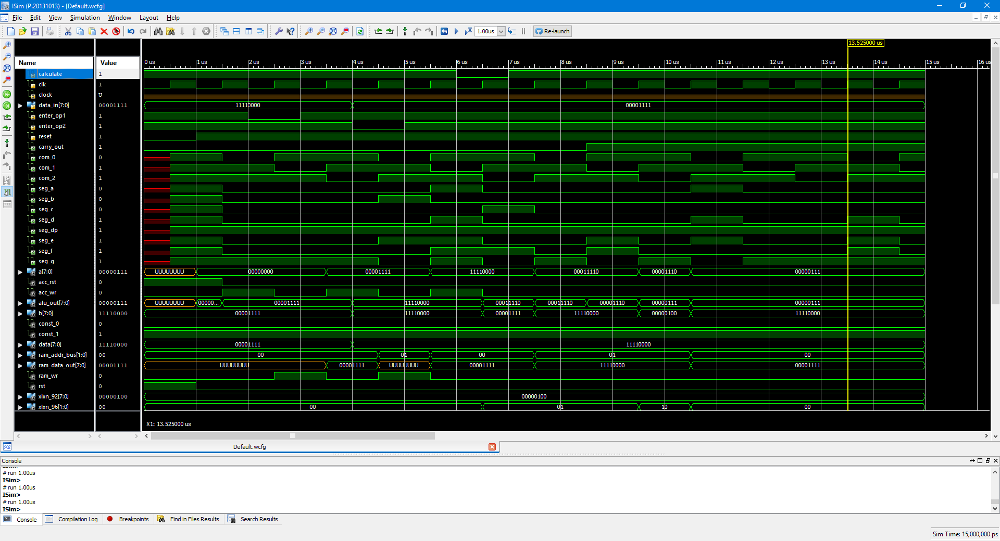 ISim (P.20131013) - [Default.wcfg]
File Edit View Simulation Window Layout Help
1.00us Re-launch
13.525000 us
Name Value
0 us 1 us 2 us 3 us 4 us 5 us 6 us 7 us 8 us 9 us 10 us 11 us 12 us 13 us 14 us 15 us 16 us
calculate 1
clk 1
clock U
data_in[7:0] 00001111 11110000 00001111
enter_op1 1
enter_op2 1
reset 1
carry_out 1
com_0 0
com_1 1
com_2 1
seg_a 0
seg_b 0
seg_c 0
seg_d 1
seg_dp 1
seg_e 1
seg_f 1
seg_g 1
a[7:0] 00000111 UUUUUUUU 00000000 00001111 11110000 00011110 00001110 00000111
acc_rst 0
acc_wr 0
alu_out[7:0] 00000111 UUUUUUUU 00000... 00001111 11110000 00011110 00011110 00001110 00000111 00000111
b[7:0] 11110000 00001111 11110000 00001111 11110000 00000100 11110000
const_0 0
const_1 1
data[7:0] 11110000 00001111 11110000
ram_addr_bus[1:0] 00 00 01 00 01 00
ram_data_out[7:0] 00001111 UUUUUUUU 00001111 UUUUUUUU 00001111 11110000 00001111
ram_wr 0
rst 0
xlxn_92[7:0] 00000100 00000100
xlxn_96[1:0] 00 00 01 10 00
X1: 13.525000 us
Default.wcfg
Console
# run 1.00us
ISim>
# run 1.00us
ISim>
# run 1.00us
ISim>
Console Compilation Log Breakpoints Find in Files Results Search Results
Sim Time: 15,000,000 ps